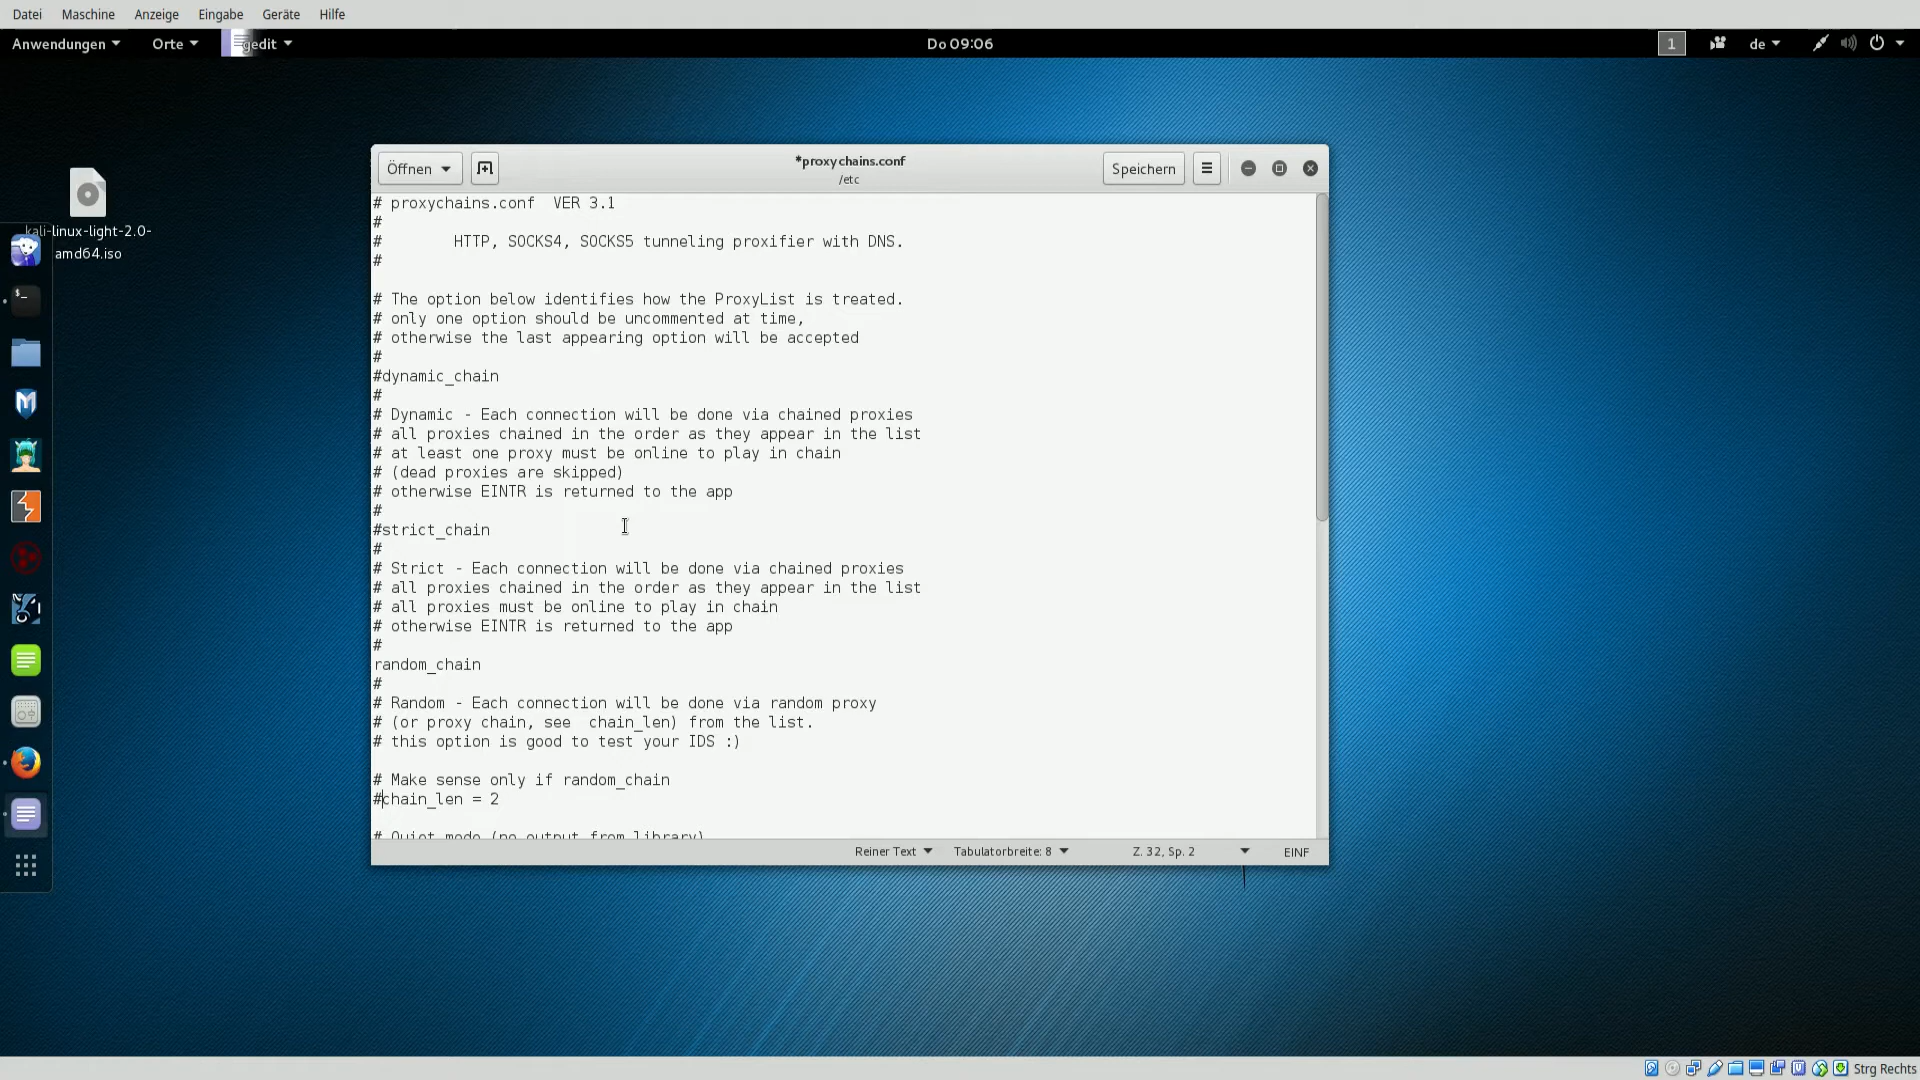 Datei Maschine Anzeige Eingabe Geräte Hilfe
Anwendungen Orte gedit Do 09:06 1 de
kali-linux-light-2.0-
amd64.iso
Öffnen *proxychains.conf Speichern
/etc
# proxychains.conf  VER 3.1
#
#        HTTP, SOCKS4, SOCKS5 tunneling proxifier with DNS.
#
# The option below identifies how the ProxyList is treated.
# only one option should be uncommented at time,
# otherwise the last appearing option will be accepted
#
#dynamic_chain
#
# Dynamic - Each connection will be done via chained proxies
# all proxies chained in the order as they appear in the list
# at least one proxy must be online to play in chain
# (dead proxies are skipped)
# otherwise EINTR is returned to the app
#
#strict_chain
#
# Strict - Each connection will be done via chained proxies
# all proxies chained in the order as they appear in the list
# all proxies must be online to play in chain
# otherwise EINTR is returned to the app
#
random_chain
#
# Random - Each connection will be done via random proxy
# (or proxy chain, see  chain_len) from the list.
# this option is good to test your IDS :)
# Make sense only if random_chain
#chain_len = 2
# Quiet mode (no output from library)
Reiner Text Tabulatorbreite: 8 Z. 32, Sp. 2 EINF
Strg Rechts